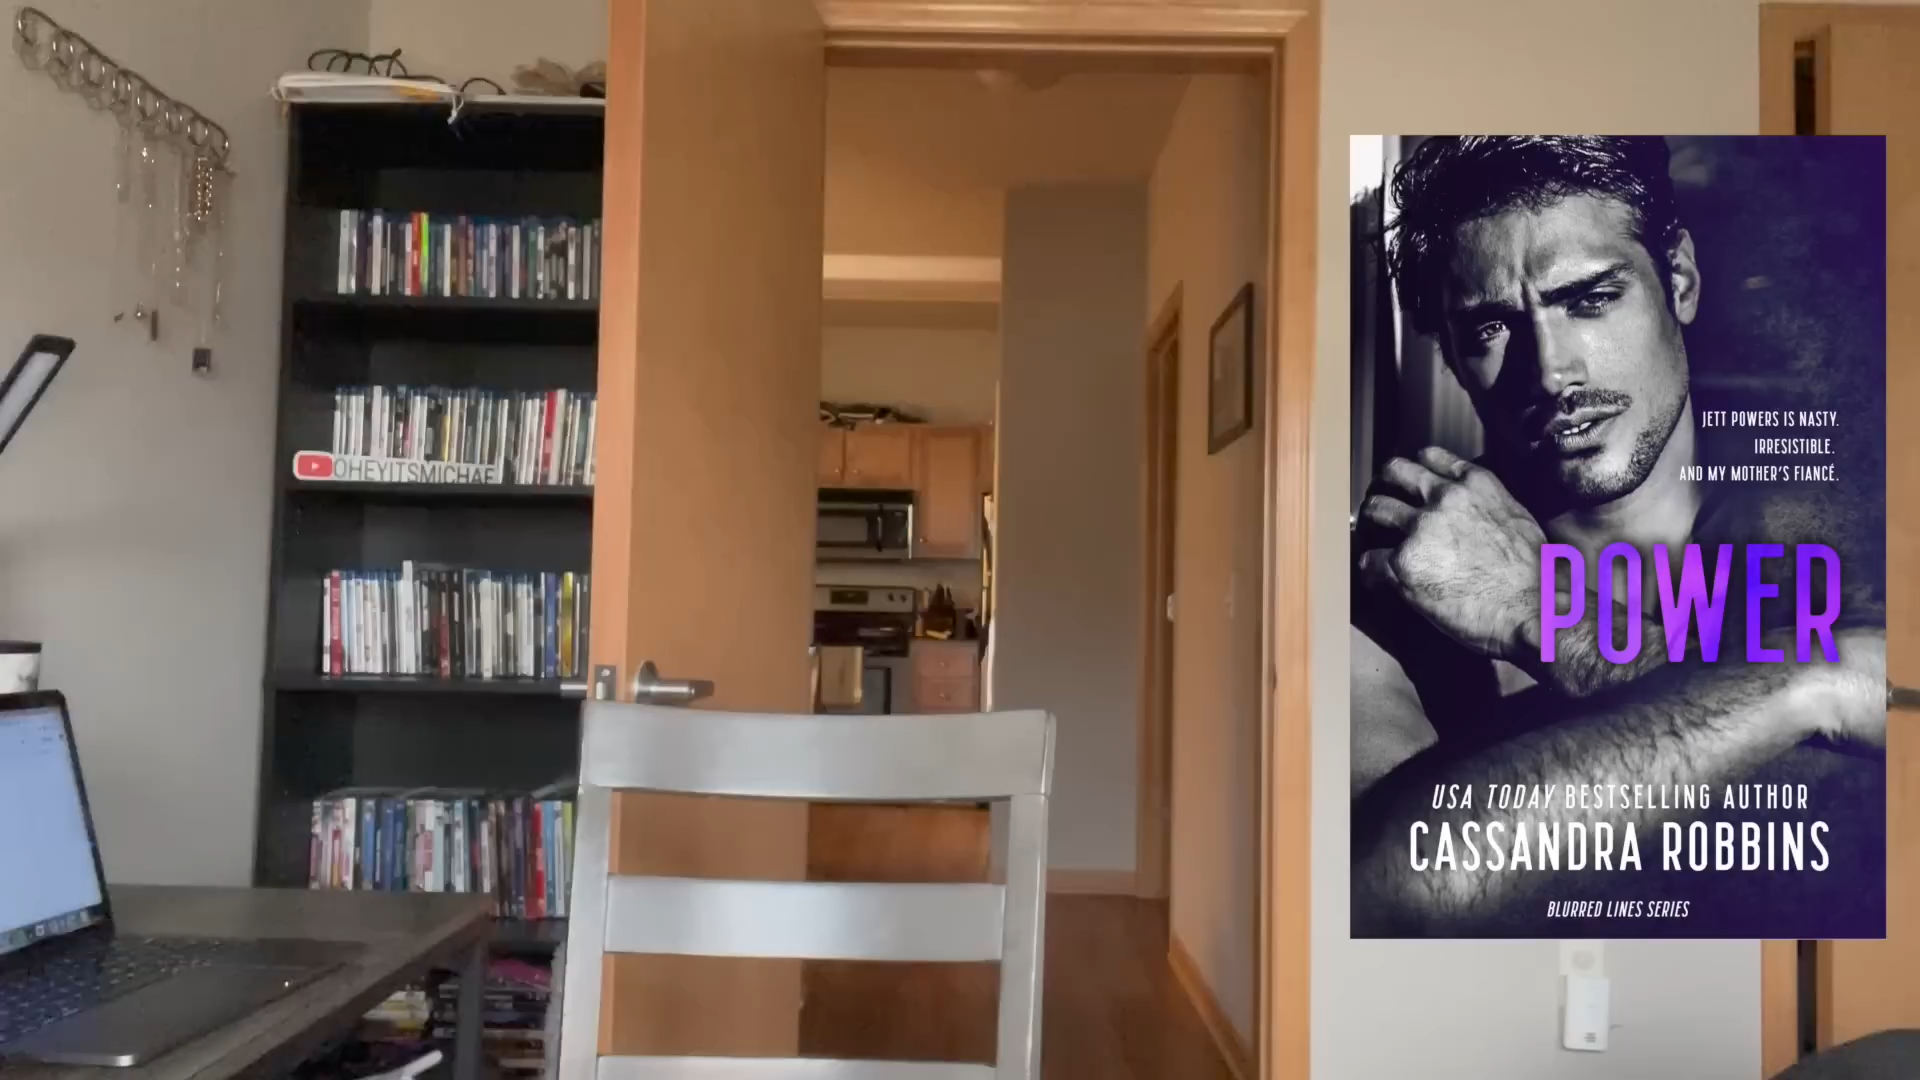 OHEYITSMICHAE
JETT POWERS IS NASTY.
IRRESISTIBLE.
AND MY MOTHER'S FIANCÉ.
POWER
USA TODAY BESTSELLING AUTHOR
CASSANDRA ROBBINS
BLURRED LINES SERIES